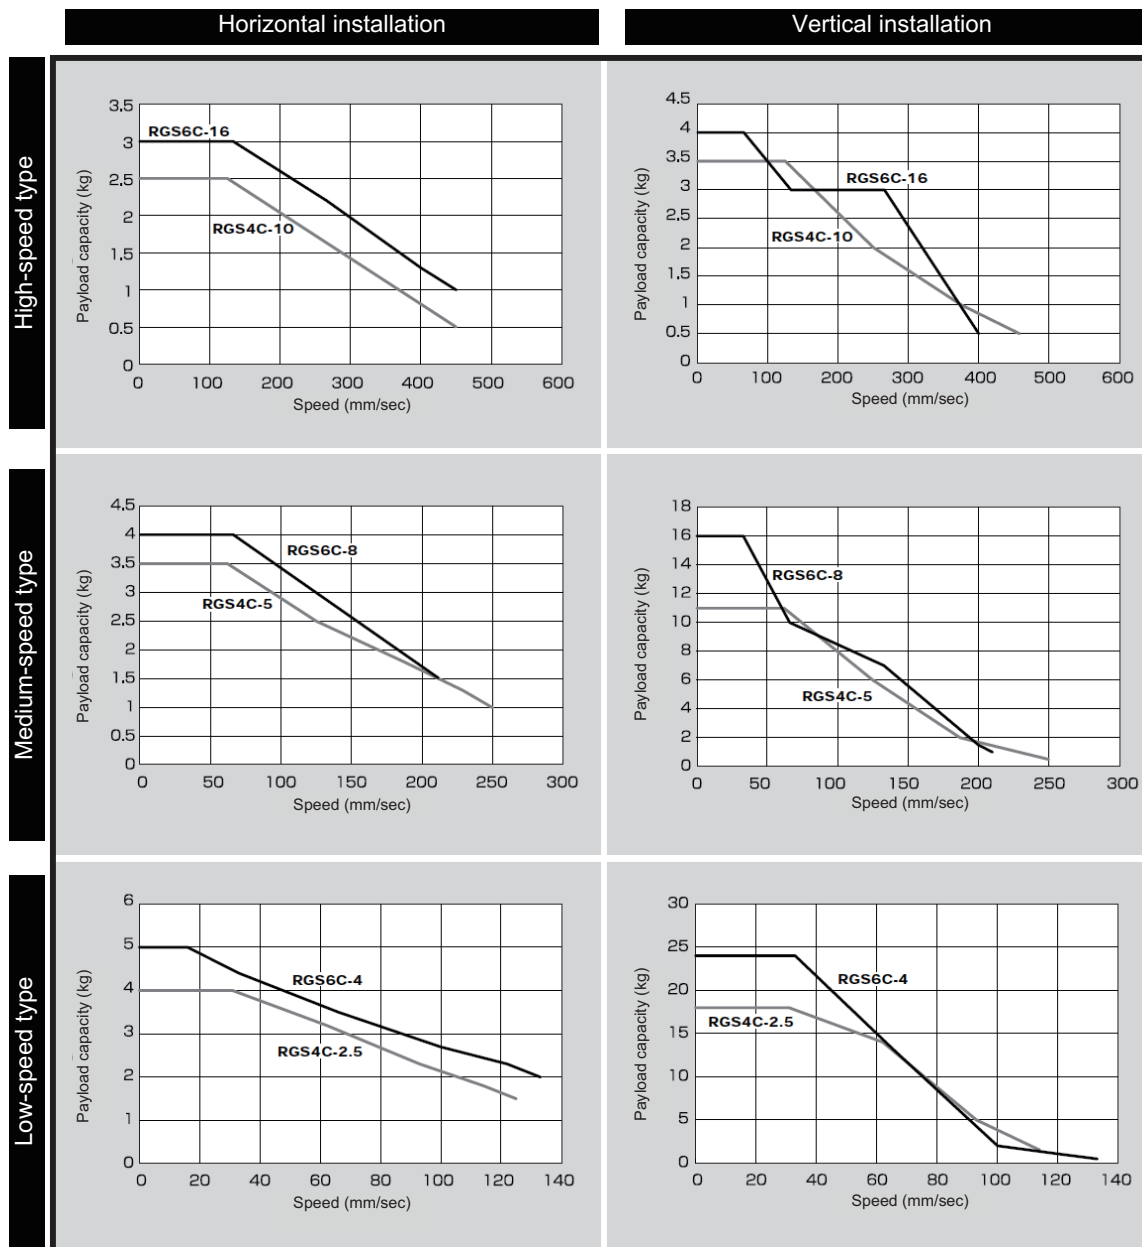 Horizontal installation
Vertical installation
High-speed type
Payload capacity (kg)
3.5
3
2.5
2
1.5
1
0.5
0
RGS6C-16
RGS4C-10
0 100 200 300 400 500 600
Speed (mm/sec)
Payload capacity (kg)
4.5
4
3.5
3
2.5
2
1.5
1
0.5
0
RGS6C-16
RGS4C-10
0 100 200 300 400 500 600
Speed (mm/sec)
Medium-speed type
Payload capacity (kg)
4.5
4
3.5
3
2.5
2
1.5
1
0.5
0
RGS6C-8
RGS4C-5
0 50 100 150 200 250 300
Speed (mm/sec)
Payload capacity (kg)
18
16
14
12
10
8
6
4
2
0
RGS6C-8
RGS4C-5
0 50 100 150 200 250 300
Speed (mm/sec)
Low-speed type
Payload capacity (kg)
6
5
4
3
2
1
0
RGS6C-4
RGS4C-2.5
0 20 40 60 80 100 120 140
Speed (mm/sec)
Payload capacity (kg)
30
25
20
15
10
5
0
RGS6C-4
RGS4C-2.5
0 20 40 60 80 100 120 140
Speed (mm/sec)